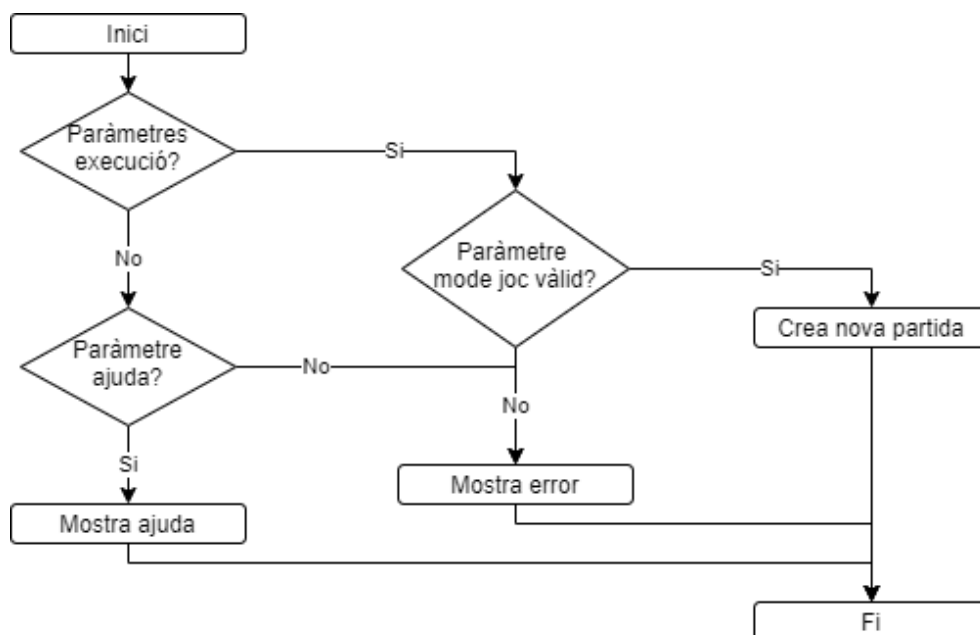 Inici
Paràmetres
execució?
Si
No
Paràmetre
mode joc vàlid?
Si
Crea nova partida
Paràmetre
ajuda?
No
No
Si
Mostra error
Mostra ajuda
Fi